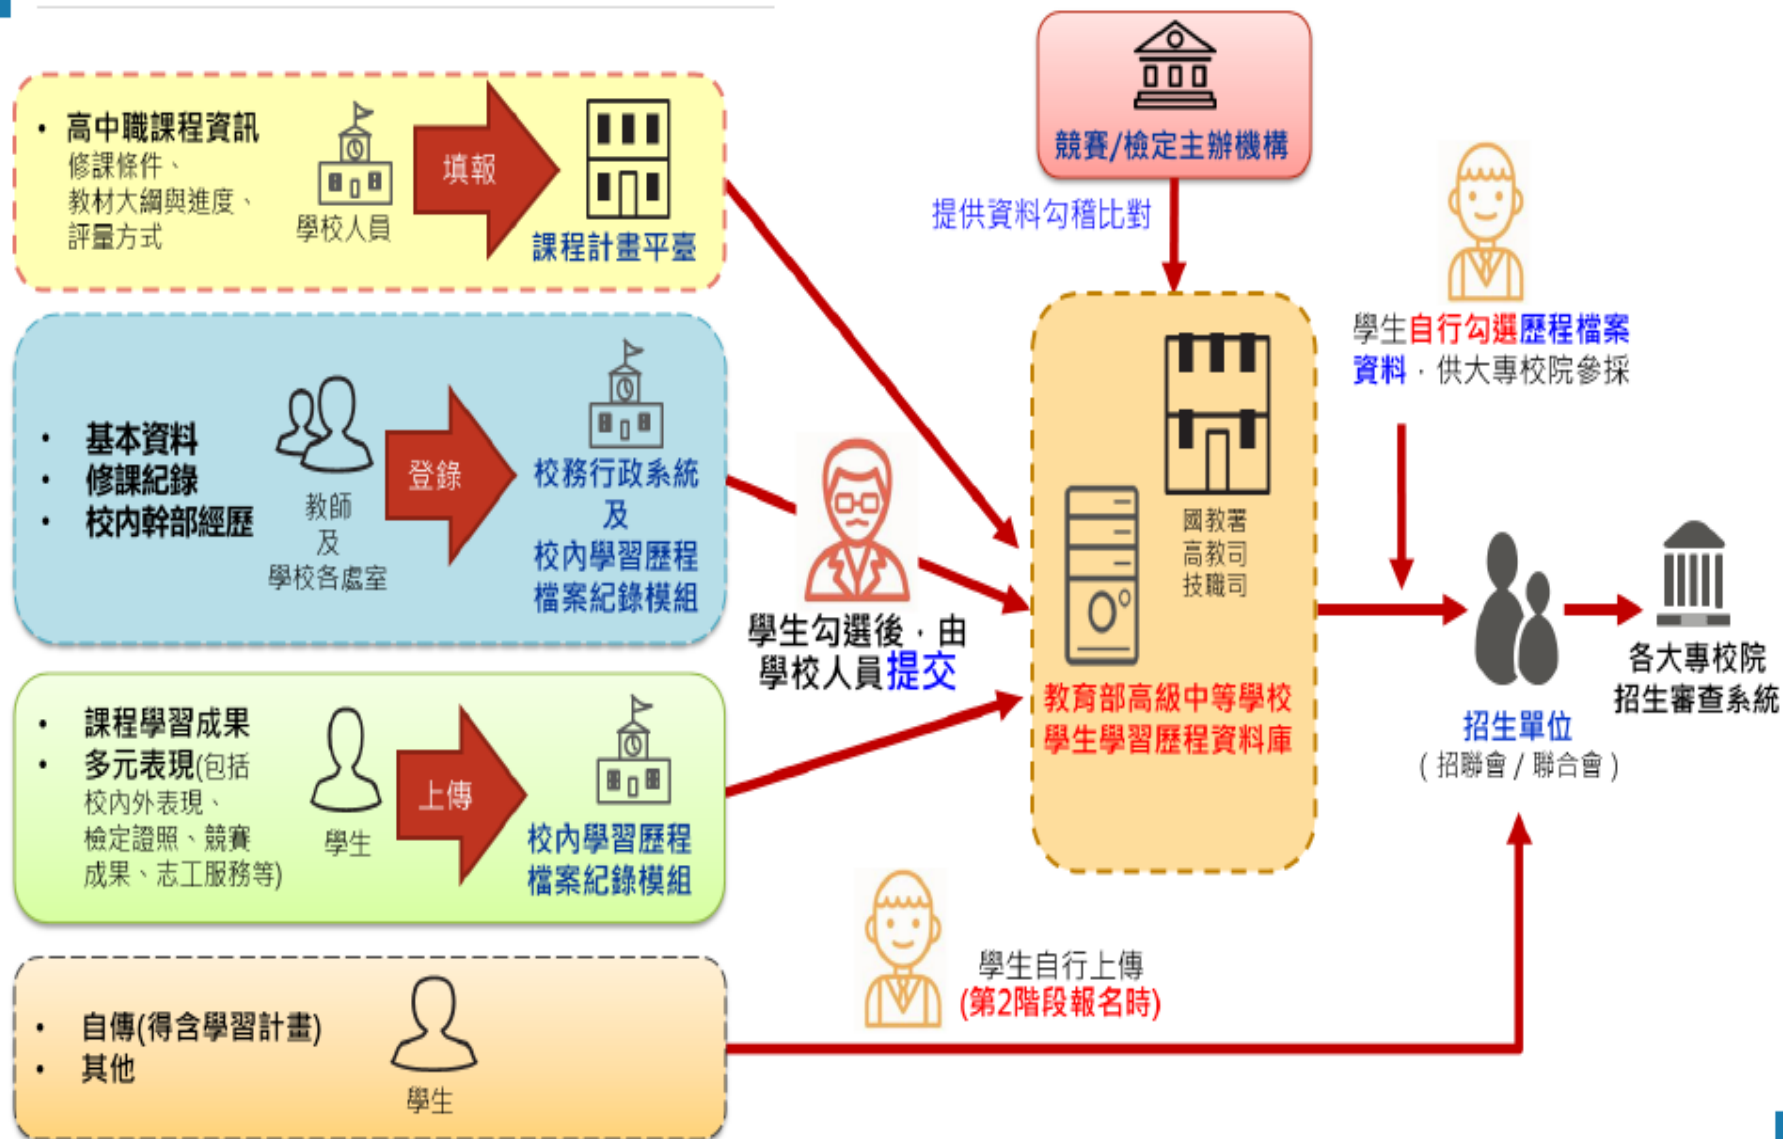 • 高中職課程資訊
修課條件、
教材大綱與進度、
評量方式
學校人員
填報
課程計畫平臺
• 基本資料
• 修課紀錄
• 校內幹部經歷
教師
及
學校各處室
登錄
校務行政系統
及
校內學習歷程
檔案紀錄模組
• 課程學習成果
• 多元表現(包括
校內外表現、
檢定證照、競賽
成果、志工服務等)
學生
上傳
校內學習歷程
檔案紀錄模組
• 自傳(得含學習計畫)
• 其他
學生
學生勾選後，由
學校人員提交
競賽/檢定主辦機構
提供資料勾稽比對
國教署
高教司
技職司
教育部高級中等學校
學生學習歷程資料庫
學生自行上傳
(第2階段報名時)
學生自行勾選歷程檔案
資料，供大專校院參採
招生單位
(招聯會/聯合會)
各大專校院
招生審查系統